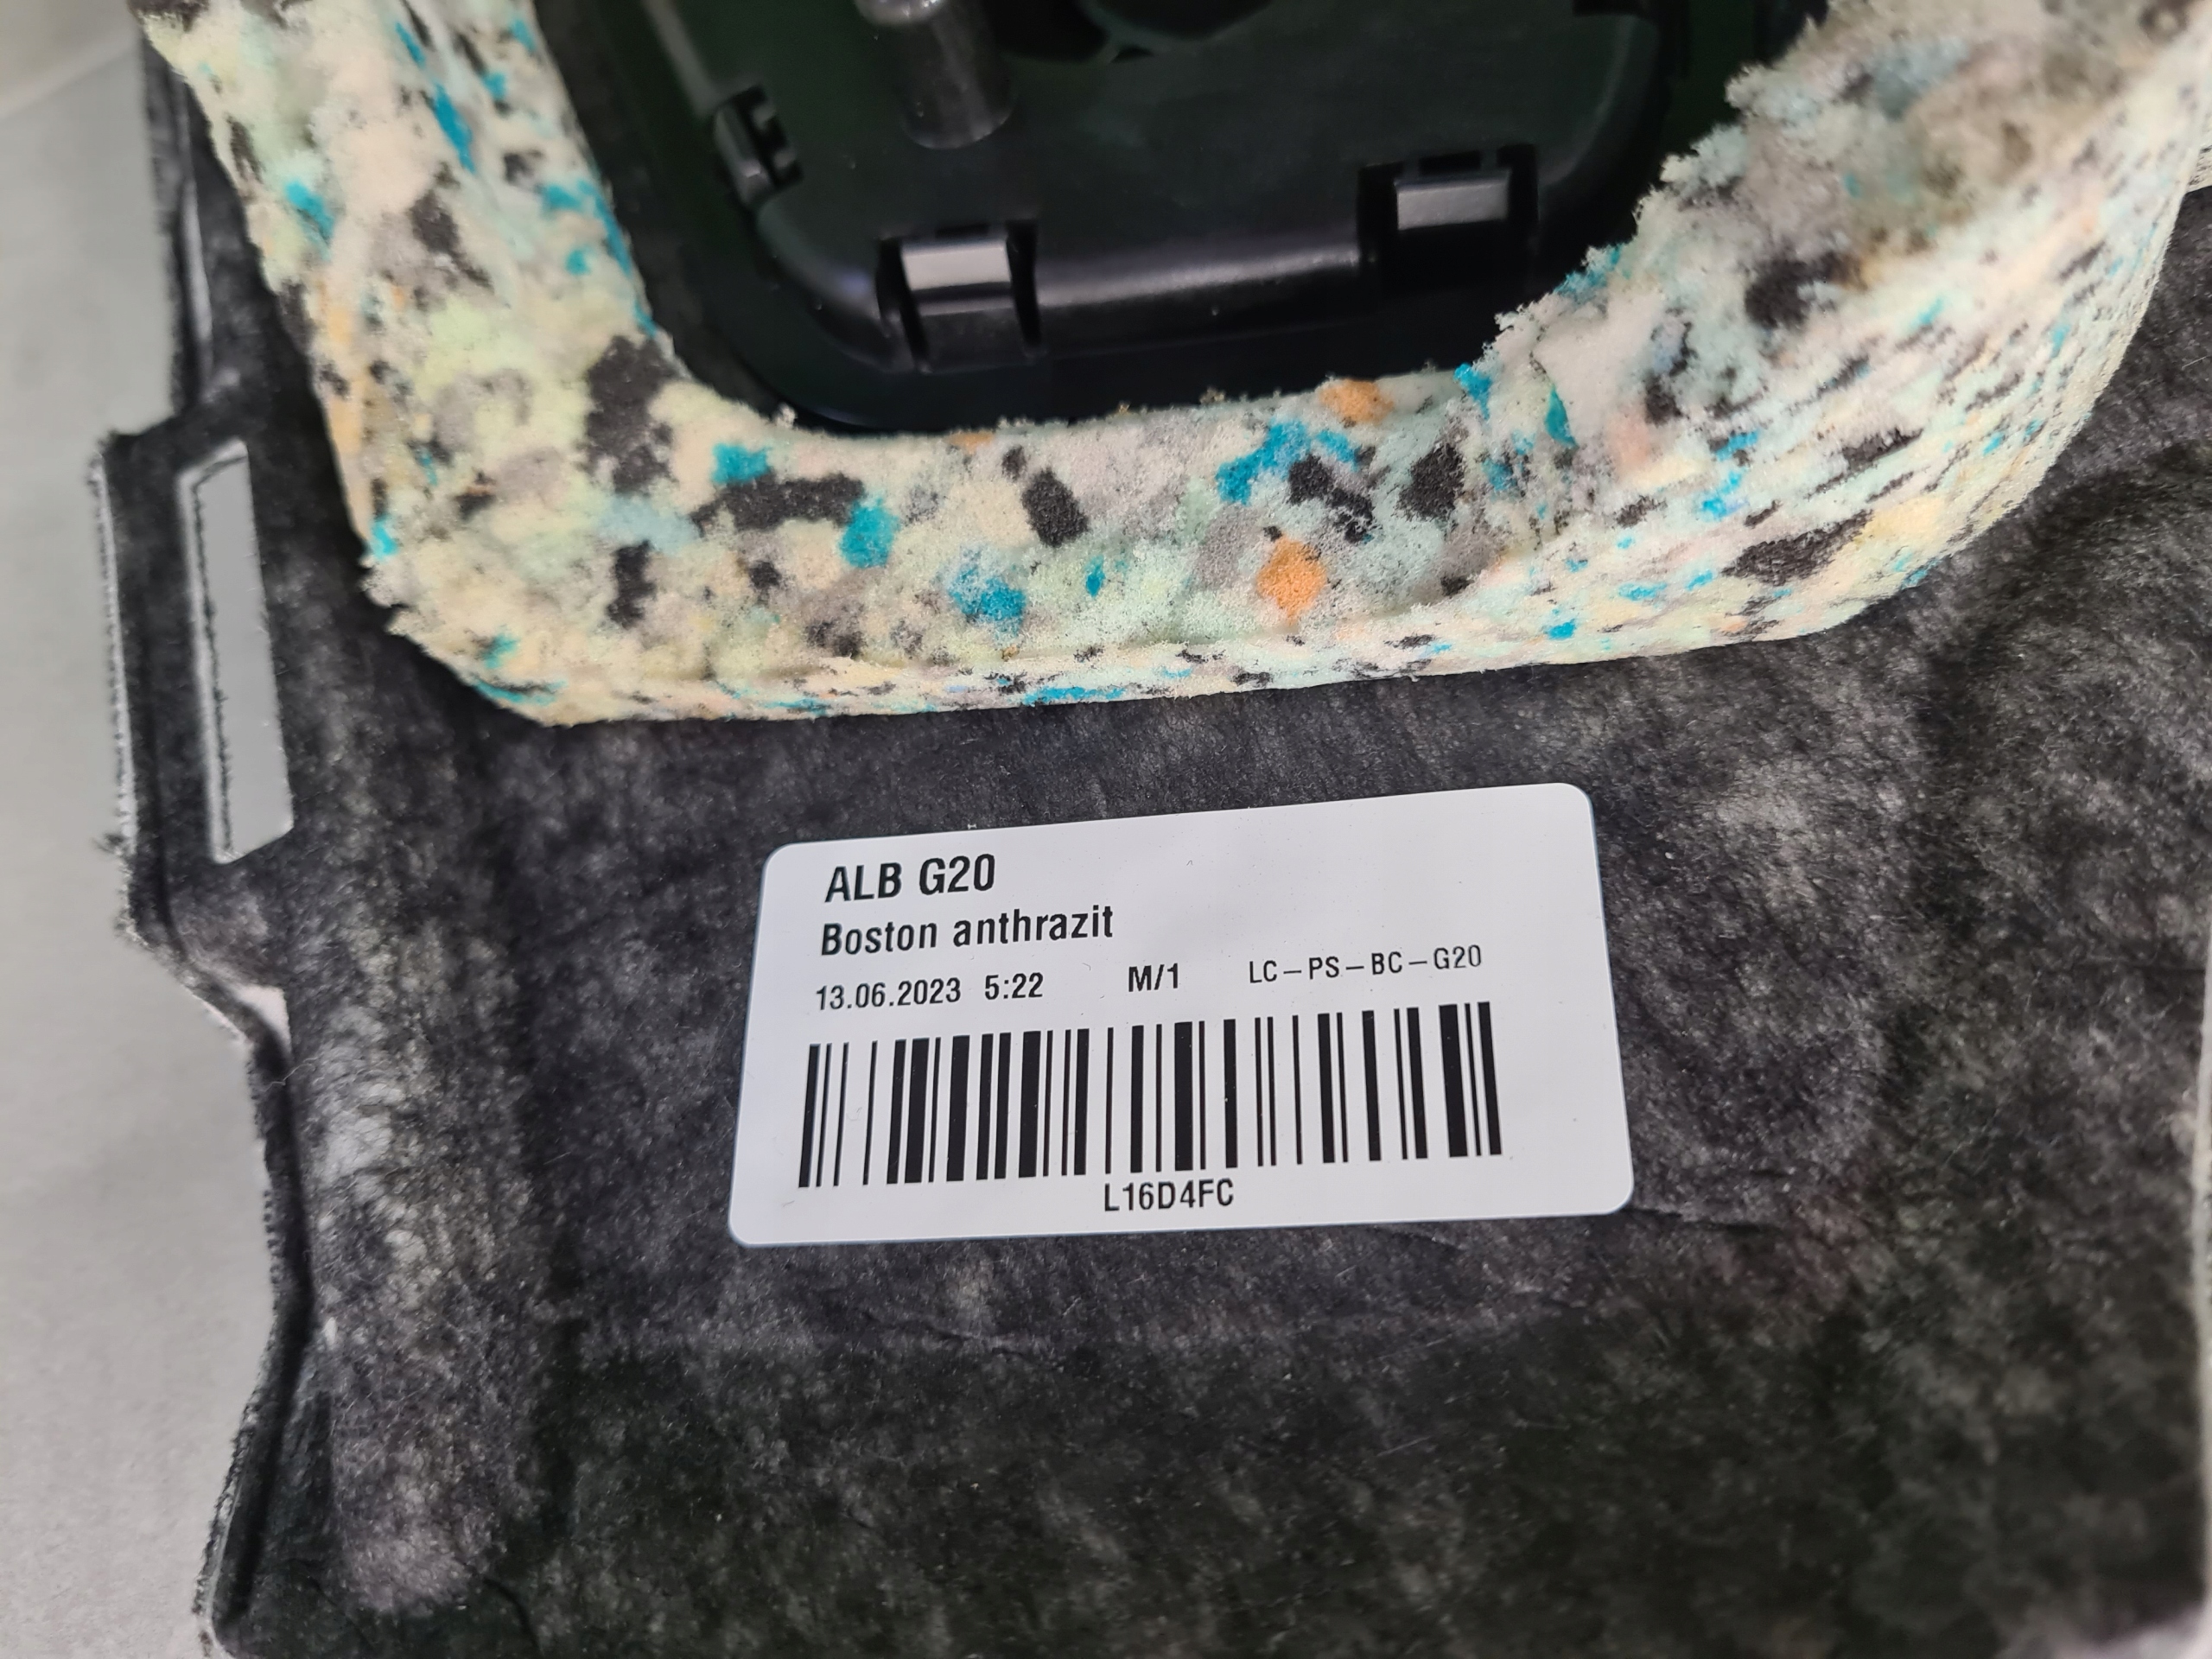 ALB G20
Boston anthrazit
13.06.2023 5:22 M/1 LC-PS-BC-G20
L16D4FC